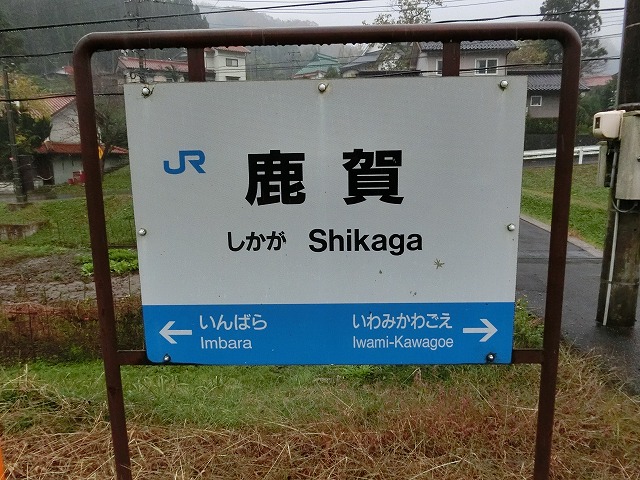 JR 鹿賀
しかが Shikaga
← いんばら いわみかわごえ →
Imbara Iwami-Kawagoe